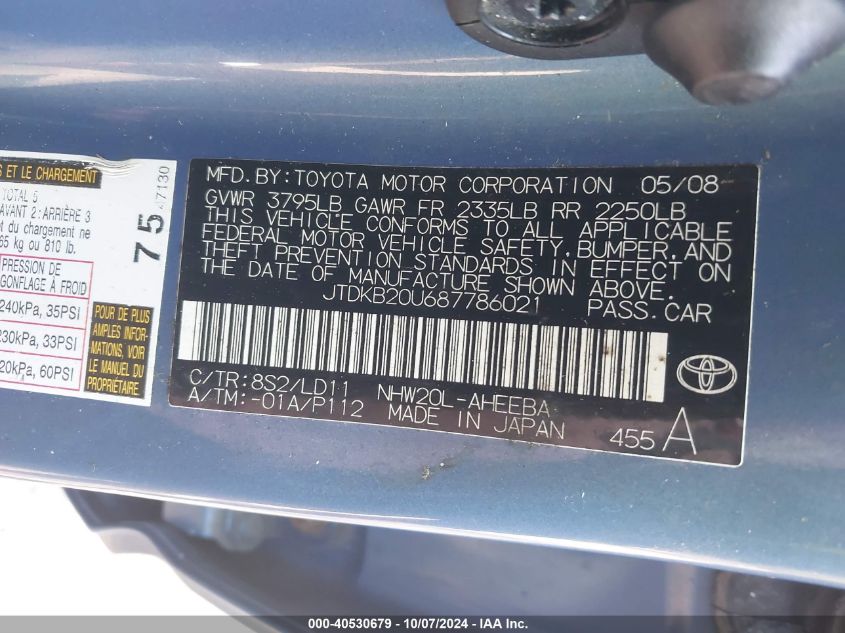 S ET LE CHARGEMENT
TOTAL 5
AVANT 2: ARRIÈRE 3
et du chargement ne
65 kg ou 810 lb.
PRESSION DE
GONFLAGE À FROID
240kPa, 35PSI
230kPa, 33PSI
20kPa, 60PSI
POUR DE PLUS
AMPLES INFOR-
MATIONS, VOIR
LE MANUEL DU
PROPRIÉTAIRE
75
47130
MFD. BY: TOYOTA MOTOR CORPORATION 05/08
GVWR 3795LB GAWR FR 2335LB RR 2250LB
THIS VEHICLE CONFORMS TO ALL APPLICABLE
FEDERAL MOTOR VEHICLE SAFETY, BUMPER, AND
THEFT PREVENTION STANDARDS IN EFFECT ON
THE DATE OF MANUFACTURE SHOWN ABOVE.
JTDKB20U687786021 PASS. CAR
C/TR: 8S2/LD11 NHW20L-AHEEBA
A/TM: -01A/P112 MADE IN JAPAN
455 A
000-40530679 - 10/07/2024 - IAA Inc.